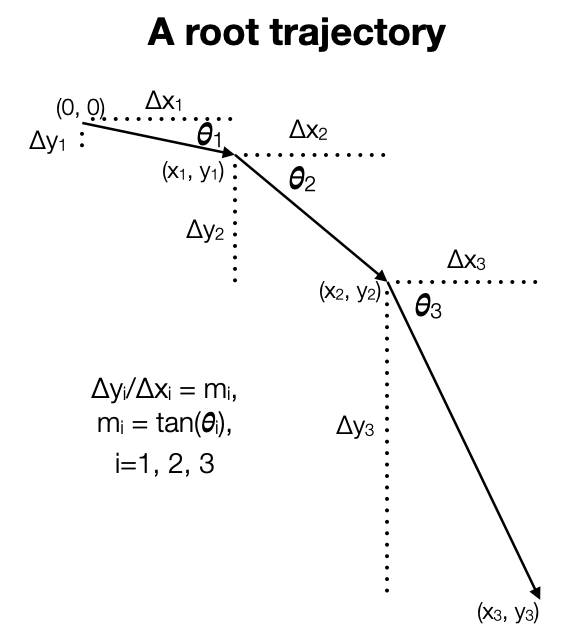 A root trajectory
(0, 0)
Δx₁
Δy₁
θ₁
Δx₂
(x₁, y₁)
θ₂
Δy₂
Δx₃
(x₂, y₂)
θ₃
Δyᵢ/Δxᵢ = mᵢ,
mᵢ = tan(θᵢ),
i=1, 2, 3
Δy₃
(x₃, y₃)